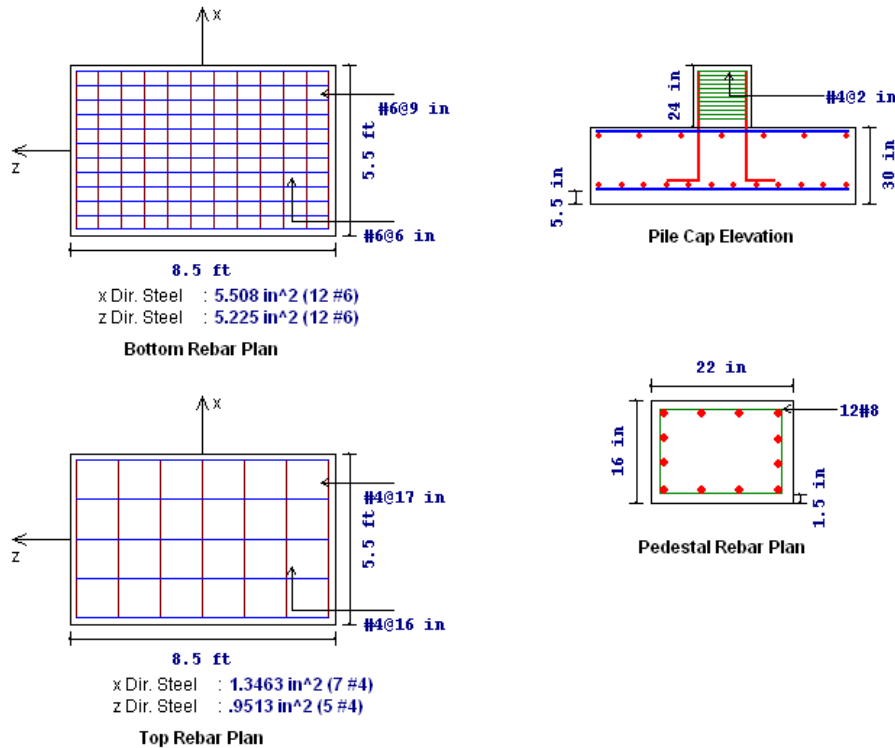 x
z
#6@9 in
5.5 ft
#6@6 in
8.5 ft
x Dir. Steel : 5.508 in^2 (12 #6)
z Dir. Steel : 5.225 in^2 (12 #6)
Bottom Rebar Plan
24 in
#4@2 in
30 in
5.5 in
Pile Cap Elevation
x
z
#4@17 in
5.5 ft
#4@16 in
8.5 ft
x Dir. Steel : 1.3463 in^2 (7 #4)
z Dir. Steel : .9513 in^2 (5 #4)
Top Rebar Plan
22 in
12#8
16 in
1.5 in
Pedestal Rebar Plan